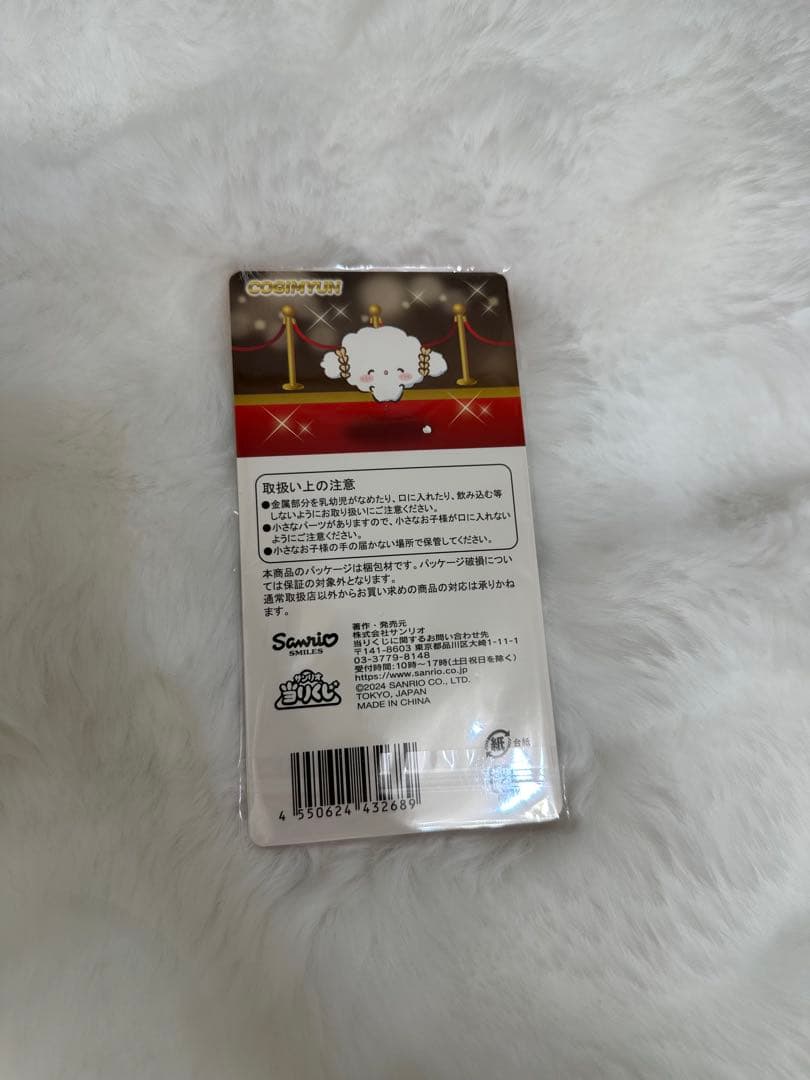 COGIMYUN
取扱い上の注意
●金属部分を乳幼児がなめたり、口に入れたり、飲み込む等
しないようにお取り扱いにご注意ください。
●小さなパーツがありますので、小さなお子様が口に入れない
ようにご注意ください。
●小さなお子様の手の届かない場所で保管してください。
本商品のパッケージは梱包材です。パッケージ破損につい
ては保証の対象外となります。
通常取扱店以外からお買い求めの商品の対応は承りかね
ます。
Sanrio
SMILES
サンリオ
当りくじ
著作・発売元
株式会社サンリオ
当りくじに関するお問い合わせ先
〒141-8603 東京都品川区大崎1-11-1
03-3779-8148
受付時間:10時〜17時(土日祝日を除く)
https://www.sanrio.co.jp
©2024 SANRIO CO., LTD.
TOKYO, JAPAN
MADE IN CHINA
紙 台紙
4 550624 432689